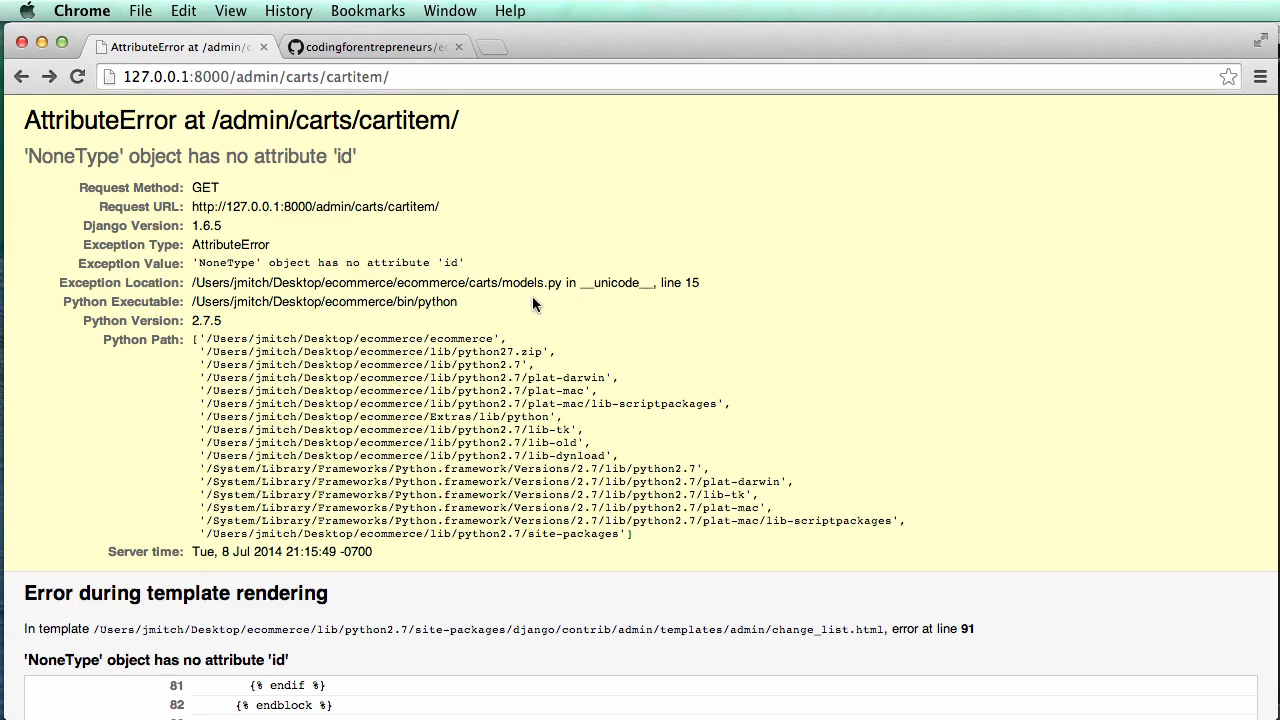 Chrome File Edit View History Bookmarks Window Help
AttributeError at /admin/c codingforentrepreneurs/e
127.0.0.1:8000/admin/carts/cartitem/
AttributeError at /admin/carts/cartitem/
'NoneType' object has no attribute 'id'
Request Method: GET
Request URL: http://127.0.0.1:8000/admin/carts/cartitem/
Django Version: 1.6.5
Exception Type: AttributeError
Exception Value: 'NoneType' object has no attribute 'id'
Exception Location: /Users/jmitch/Desktop/ecommerce/ecommerce/carts/models.py in __unicode__, line 15
Python Executable: /Users/jmitch/Desktop/ecommerce/bin/python
Python Version: 2.7.5
Python Path: ['/Users/jmitch/Desktop/ecommerce/ecommerce',
'/Users/jmitch/Desktop/ecommerce/lib/python27.zip',
'/Users/jmitch/Desktop/ecommerce/lib/python2.7',
'/Users/jmitch/Desktop/ecommerce/lib/python2.7/plat-darwin',
'/Users/jmitch/Desktop/ecommerce/lib/python2.7/plat-mac',
'/Users/jmitch/Desktop/ecommerce/lib/python2.7/plat-mac/lib-scriptpackages',
'/Users/jmitch/Desktop/ecommerce/Extras/lib/python',
'/Users/jmitch/Desktop/ecommerce/lib/python2.7/lib-tk',
'/Users/jmitch/Desktop/ecommerce/lib/python2.7/lib-old',
'/Users/jmitch/Desktop/ecommerce/lib/python2.7/lib-dynload',
'/System/Library/Frameworks/Python.framework/Versions/2.7/lib/python2.7',
'/System/Library/Frameworks/Python.framework/Versions/2.7/lib/python2.7/plat-darwin',
'/System/Library/Frameworks/Python.framework/Versions/2.7/lib/python2.7/lib-tk',
'/System/Library/Frameworks/Python.framework/Versions/2.7/lib/python2.7/plat-mac',
'/System/Library/Frameworks/Python.framework/Versions/2.7/lib/python2.7/plat-mac/lib-scriptpackages',
'/Users/jmitch/Desktop/ecommerce/lib/python2.7/site-packages']
Server time: Tue, 8 Jul 2014 21:15:49 -0700
Error during template rendering
In template /Users/jmitch/Desktop/ecommerce/lib/python2.7/site-packages/django/contrib/admin/templates/admin/change_list.html, error at line 91
'NoneType' object has no attribute 'id'
81 {% endif %}
82 {% endblock %}